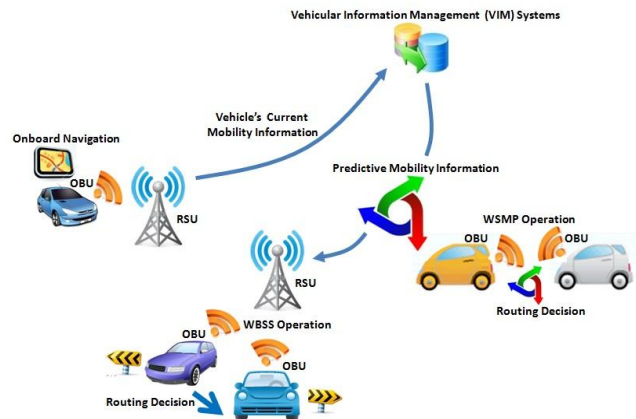 Vehicular Information Management (VIM) Systems
Vehicle's Current
Mobility Information
Onboard Navigation
OBU
RSU
Predictive Mobility Information
WSMP Operation
OBU
OBU
RSU
Routing Decision
WBSS Operation
OBU
OBU
Routing Decision